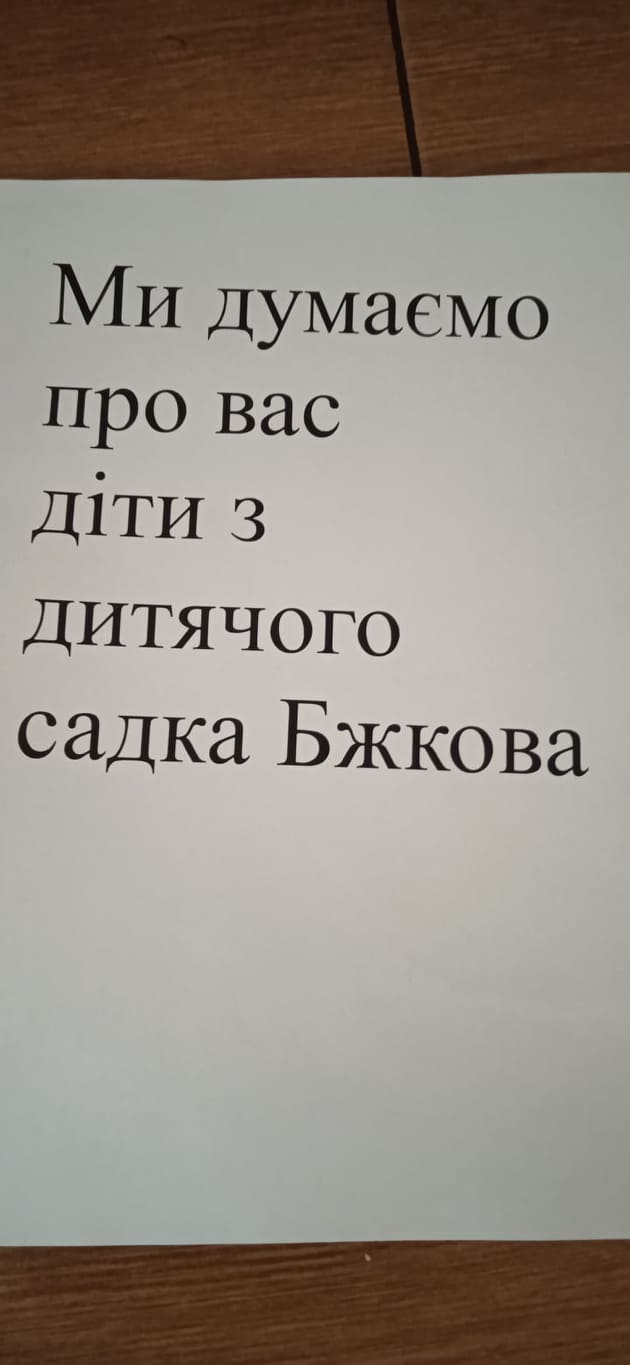 Ми думаємо
про вас
діти з
дитячого
садка Бжкова